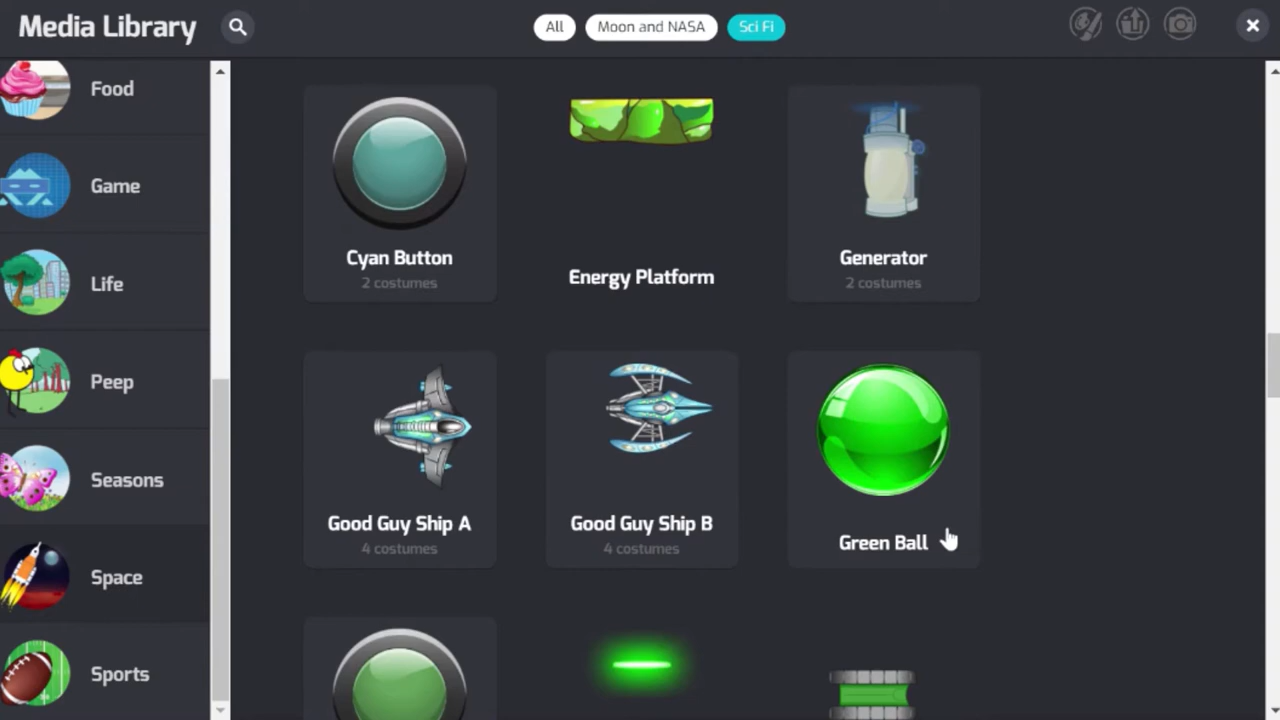 Media Library
All
Moon and NASA
Sci Fi
Food
Game
Life
Peep
Seasons
Space
Sports
Cyan Button
2 costumes
Energy Platform
Generator
2 costumes
Good Guy Ship A
4 costumes
Good Guy Ship B
4 costumes
Green Ball